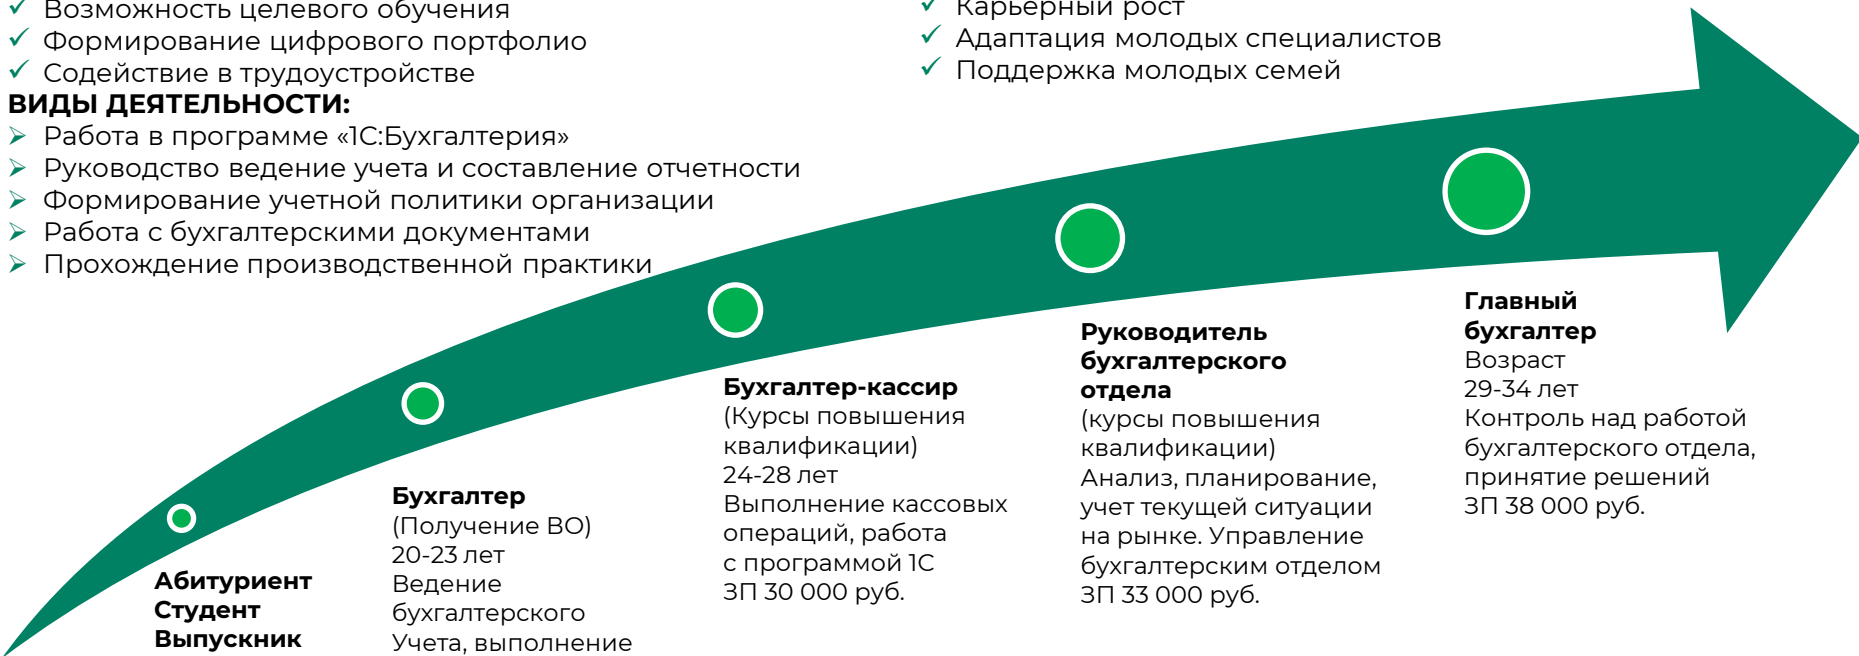 Возможность целевого обучения
Формирование цифрового портфолио
Содействие в трудоустройстве
ВИДЫ ДЕЯТЕЛЬНОСТИ:
Работа в программе «1С:Бухгалтерия»
Руководство ведение учета и составление отчетности
Формирование учетной политики организации
Работа с бухгалтерскими документами
Прохождение производственной практики
Карьерный рост
Адаптация молодых специалистов
Поддержка молодых семей
Абитуриент
Студент
Выпускник
Бухгалтер
(Получение ВО)
20-23 лет
Ведение
бухгалтерского
Учета, выполнение
Бухгалтер-кассир
(Курсы повышения
квалификации)
24-28 лет
Выполнение кассовых
операций, работа
с программой 1С
ЗП 30 000 руб.
Руководитель
бухгалтерского
отдела
(курсы повышения
квалификации)
Анализ, планирование,
учет текущей ситуации
на рынке. Управление
бухгалтерским отделом
ЗП 33 000 руб.
Главный
бухгалтер
Возраст
29-34 лет
Контроль над работой
бухгалтерского отдела,
принятие решений
ЗП 38 000 руб.